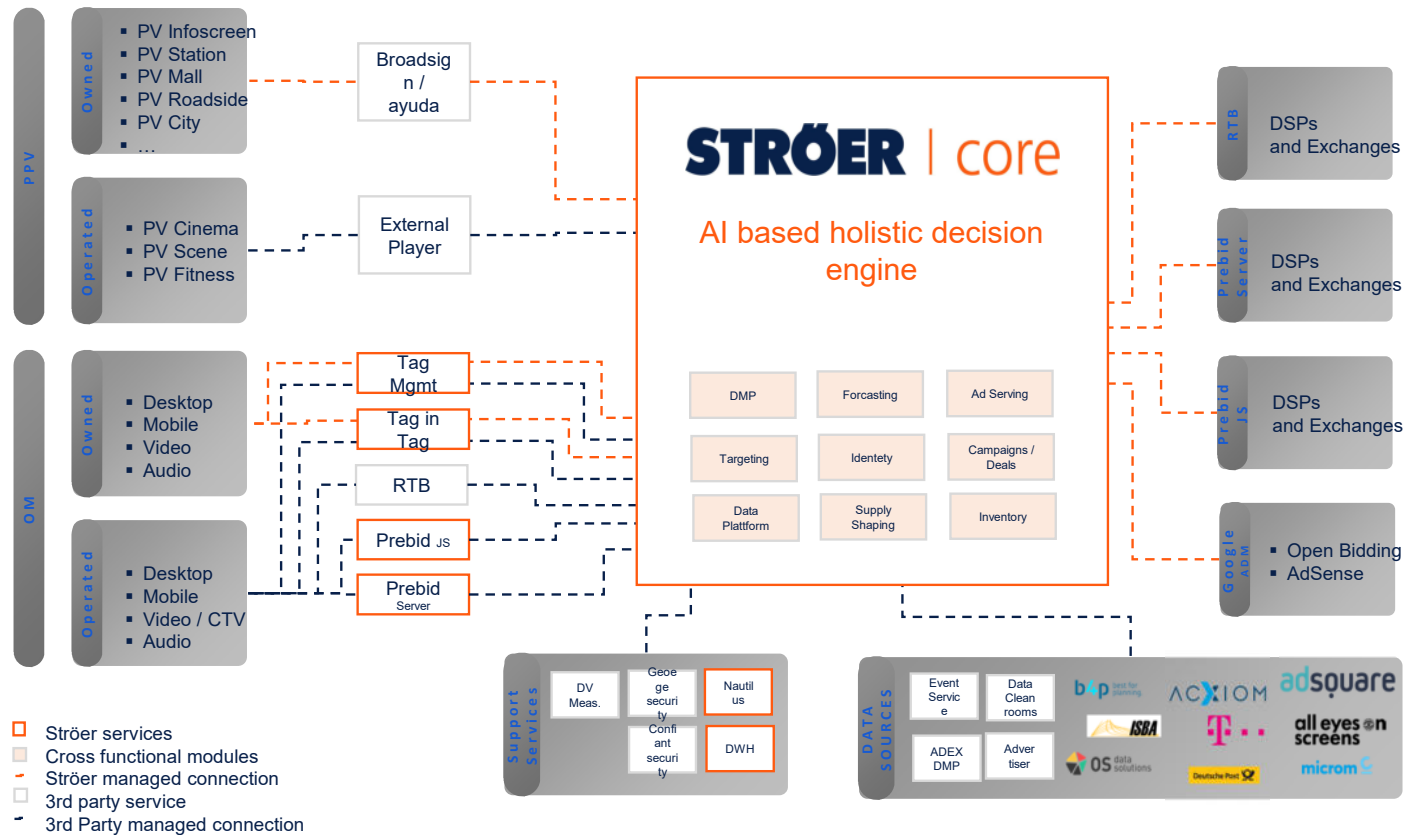 PPV
Owned
▪ PV Infoscreen
▪ PV Station
▪ PV Mall
▪ PV Roadside
▪ PV City
▪ …
Operated
▪ PV Cinema
▪ PV Scene
▪ PV Fitness
Broadsig
n /
ayuda
External
Player
OM
Owned
▪ Desktop
▪ Mobile
▪ Video
▪ Audio
Operated
▪ Desktop
▪ Mobile
▪ Video / CTV
▪ Audio
Tag
Mgmt
Tag in
Tag
RTB
Prebid JS
Prebid
Server
STRÖER | core
AI based holistic decision
engine
DMP
Forcasting
Ad Serving
Targeting
Identety
Campaigns /
Deals
Data
Plattform
Supply
Shaping
Inventory
RTB
DSPs
and Exchanges
Prebid
Server
DSPs
and Exchanges
Prebid
JS
DSPs
and Exchanges
Google
ADM
▪ Open Bidding
▪ AdSense
Support
Services
DV
Meas.
Geoe
ge
securi
ty
Nautil
us
Confi
ant
securi
ty
DWH
DATA
SOURCES
Event
Servic
e
Data
Clean
rooms
ADEX
DMP
Adver
tiser
b4p best for
planning
ACXIOM
adsquare
ISBA
T
all eyes on
screens
OS data
solutions
Deutsche Post
microm
Ströer services
Cross functional modules
Ströer managed connection
3rd party service
3rd Party managed connection